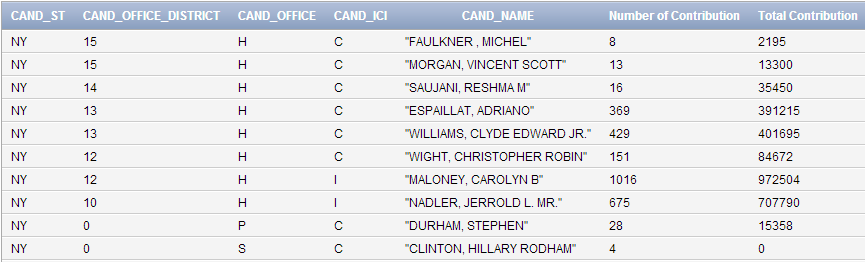 CAND_ST CAND_OFFICE_DISTRICT CAND_OFFICE CAND_ICI CAND_NAME Number of Contribution Total Contribution
NY 15 H C "FAULKNER , MICHEL" 8 2195
NY 15 H C "MORGAN, VINCENT SCOTT" 13 13300
NY 14 H C "SAUJANI, RESHMA M" 16 35450
NY 13 H C "ESPAILLAT, ADRIANO" 369 391215
NY 13 H C "WILLIAMS, CLYDE EDWARD JR." 429 401695
NY 12 H C "WIGHT, CHRISTOPHER ROBIN" 151 84672
NY 12 H I "MALONEY, CAROLYN B" 1016 972504
NY 10 H I "NADLER, JERROLD L. MR." 675 707790
NY 0 P C "DURHAM, STEPHEN" 28 15358
NY 0 S C "CLINTON, HILLARY RODHAM" 4 0